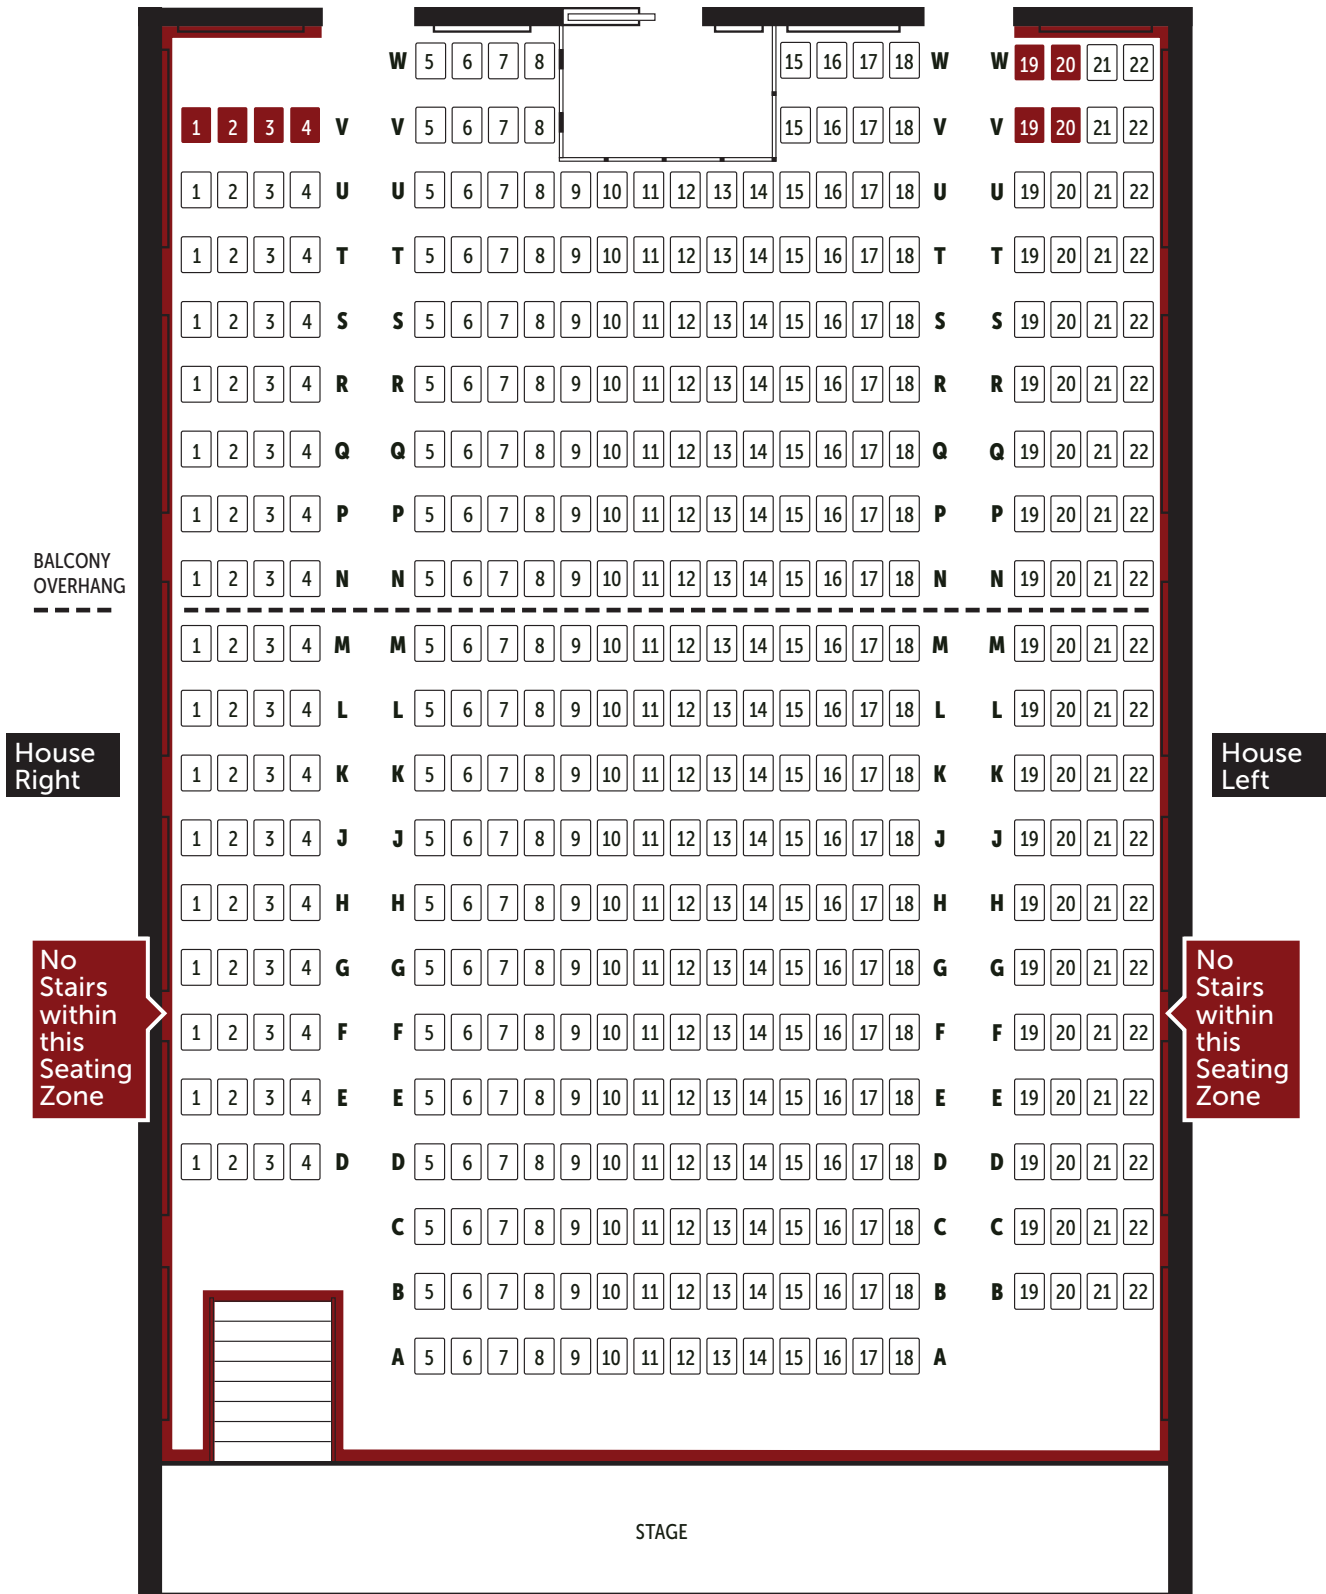 W 5 6 7 8 15 16 17 18 W W 19 20 21 22
1 2 3 4 V V 5 6 7 8 15 16 17 18 V V 19 20 21 22
1 2 3 4 U U 5 6 7 8 9 10 11 12 13 14 15 16 17 18 U U 19 20 21 22
1 2 3 4 T T 5 6 7 8 9 10 11 12 13 14 15 16 17 18 T T 19 20 21 22
1 2 3 4 S S 5 6 7 8 9 10 11 12 13 14 15 16 17 18 S S 19 20 21 22
1 2 3 4 R R 5 6 7 8 9 10 11 12 13 14 15 16 17 18 R R 19 20 21 22
1 2 3 4 Q Q 5 6 7 8 9 10 11 12 13 14 15 16 17 18 Q Q 19 20 21 22
1 2 3 4 P P 5 6 7 8 9 10 11 12 13 14 15 16 17 18 P P 19 20 21 22
BALCONY
OVERHANG
1 2 3 4 N N 5 6 7 8 9 10 11 12 13 14 15 16 17 18 N N 19 20 21 22
1 2 3 4 M M 5 6 7 8 9 10 11 12 13 14 15 16 17 18 M M 19 20 21 22
1 2 3 4 L L 5 6 7 8 9 10 11 12 13 14 15 16 17 18 L L 19 20 21 22
House
Right
1 2 3 4 K K 5 6 7 8 9 10 11 12 13 14 15 16 17 18 K K 19 20 21 22
House
Left
1 2 3 4 J J 5 6 7 8 9 10 11 12 13 14 15 16 17 18 J J 19 20 21 22
1 2 3 4 H H 5 6 7 8 9 10 11 12 13 14 15 16 17 18 H H 19 20 21 22
1 2 3 4 G G 5 6 7 8 9 10 11 12 13 14 15 16 17 18 G G 19 20 21 22
No
Stairs
within
this
Seating
Zone
1 2 3 4 F F 5 6 7 8 9 10 11 12 13 14 15 16 17 18 F F 19 20 21 22
No
Stairs
within
this
Seating
Zone
1 2 3 4 E E 5 6 7 8 9 10 11 12 13 14 15 16 17 18 E E 19 20 21 22
1 2 3 4 D D 5 6 7 8 9 10 11 12 13 14 15 16 17 18 D D 19 20 21 22
C 5 6 7 8 9 10 11 12 13 14 15 16 17 18 C C 19 20 21 22
B 5 6 7 8 9 10 11 12 13 14 15 16 17 18 B B 19 20 21 22
A 5 6 7 8 9 10 11 12 13 14 15 16 17 18 A
STAGE